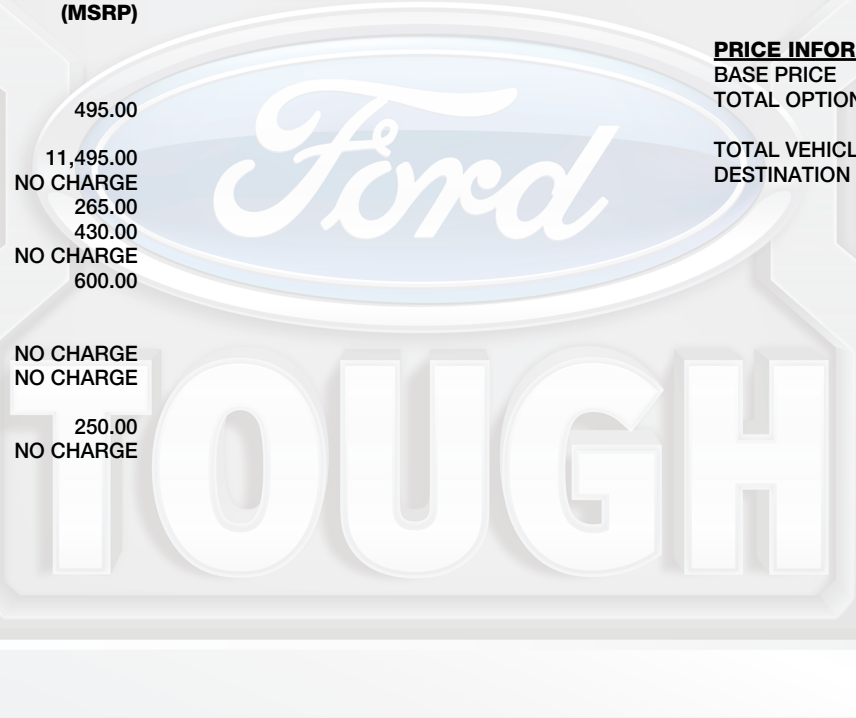 (MSRP)
495.00
11,495.00
NO CHARGE
265.00
430.00
NO CHARGE
600.00
NO CHARGE
NO CHARGE
250.00
NO CHARGE
PRICE INFOR
BASE PRICE
TOTAL OPTION
TOTAL VEHICL
DESTINATION
Ford
TOUGH